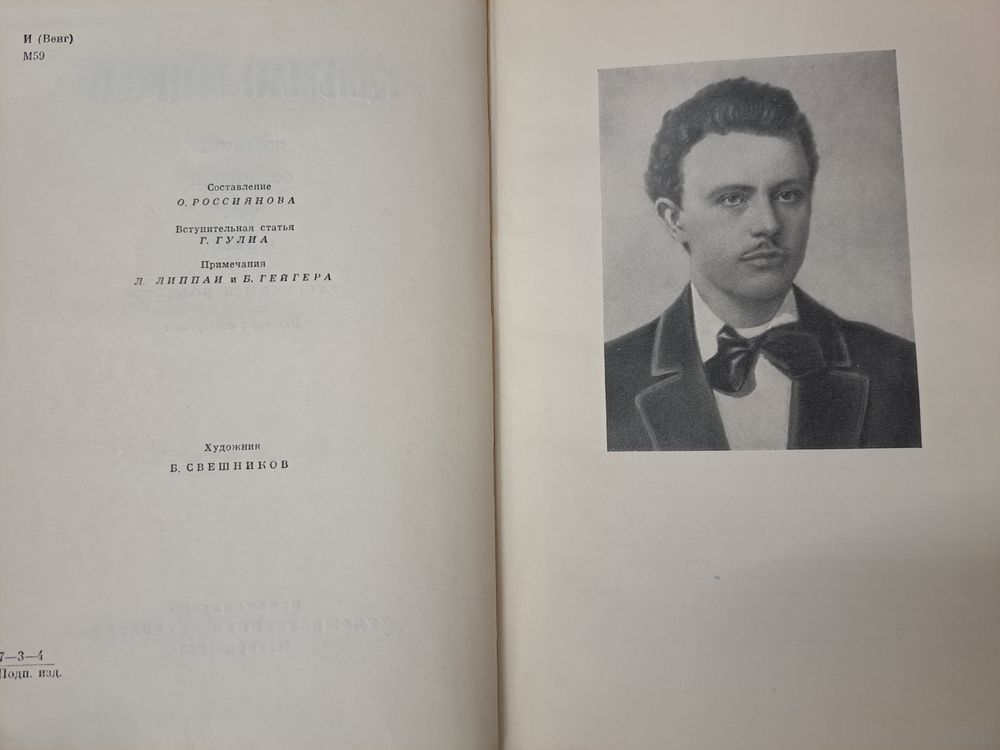 И (Венг)
М59
Составление
О. РОССИЯНОВА
Вступительная статья
Г. ГУЛИА
Примечания
Л. ЛИППАИ и Б. ГЕЙГЕРА
Художник
Б. СВЕШНИКОВ
7—3—4
Подп. изд.